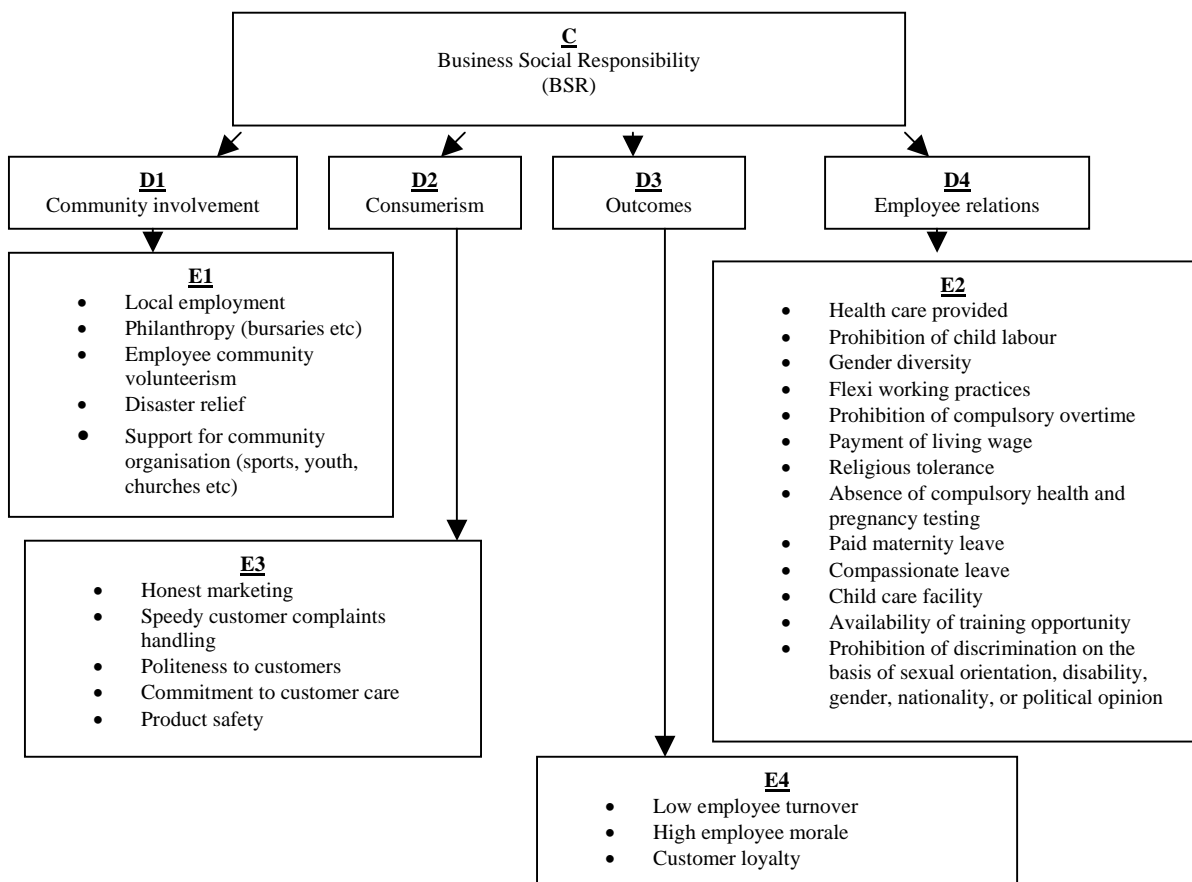 C
Business Social Responsibility
(BSR)
D1
Community involvement
D2
Consumerism
D3
Outcomes
D4
Employee relations
E1
• Local employment
• Philanthropy (bursaries etc)
• Employee community
volunteerism
• Disaster relief
• Support for community
organisation (sports, youth,
churches etc)
E2
• Health care provided
• Prohibition of child labour
• Gender diversity
• Flexi working practices
• Prohibition of compulsory overtime
• Payment of living wage
• Religious tolerance
• Absence of compulsory health and
pregnancy testing
• Paid maternity leave
• Compassionate leave
• Child care facility
• Availability of training opportunity
• Prohibition of discrimination on the
basis of sexual orientation, disability,
gender, nationality, or political opinion
E3
• Honest marketing
• Speedy customer complaints
handling
• Politeness to customers
• Commitment to customer care
• Product safety
E4
• Low employee turnover
• High employee morale
• Customer loyalty